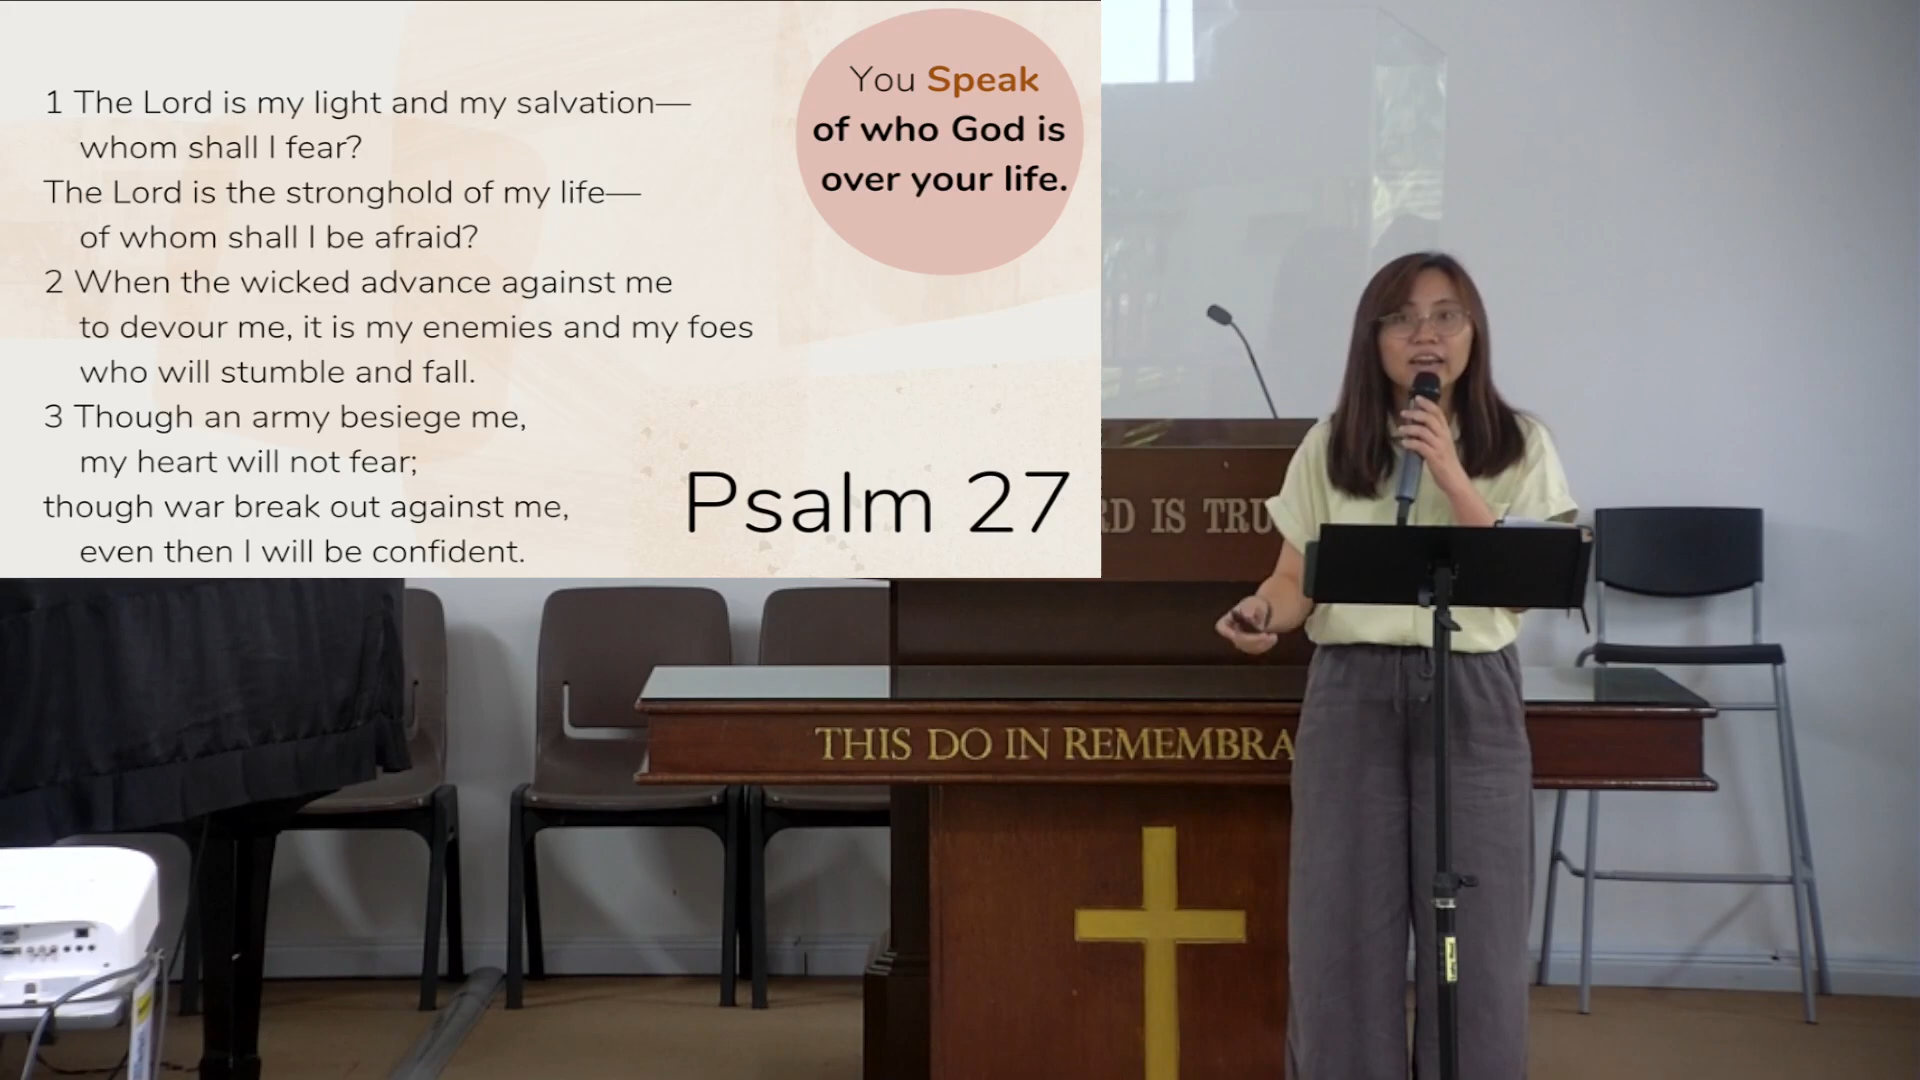 1 The Lord is my light and my salvation—
whom shall I fear?
The Lord is the stronghold of my life—
of whom shall I be afraid?
2 When the wicked advance against me
to devour me, it is my enemies and my foes
who will stumble and fall.
3 Though an army besiege me,
my heart will not fear;
though war break out against me,
even then I will be confident.
You Speak
of who God is
over your life.
Psalm 27
RD IS TRU
THIS DO IN REMEMBRA